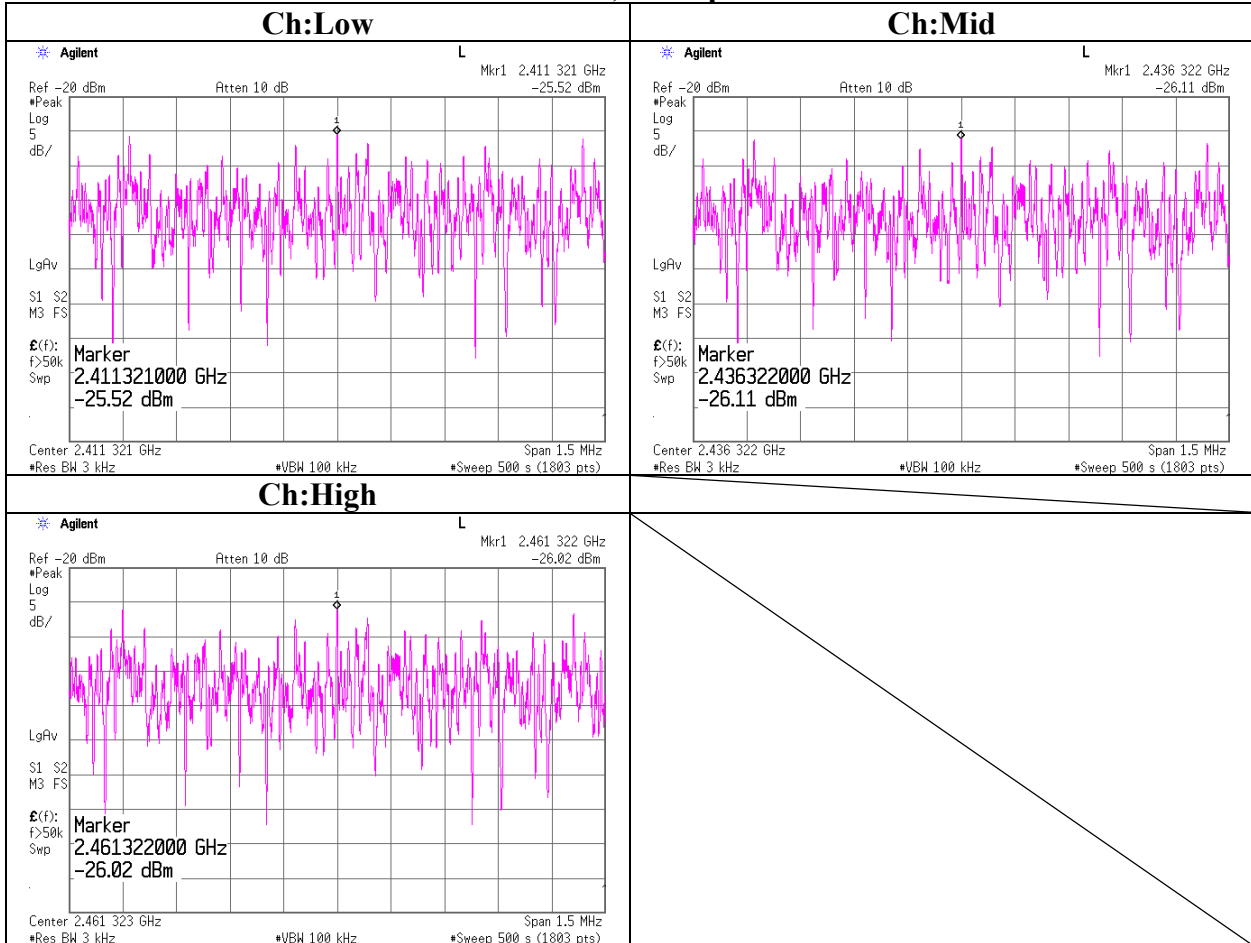 Ch:Low
Ch:Mid
Agilent
L
Mkr1 2.411 321 GHz
Ref -20 dBm
Atten 10 dB
-25.52 dBm
#Peak
Log
5
dB/
1
LgAv
S1 S2
M3 FS
£(f):
f>50k
Swp
Marker
2.411321000 GHz
-25.52 dBm
Center 2.411 321 GHz
Span 1.5 MHz
#Res BW 3 kHz
#VBW 100 kHz
#Sweep 500 s (1803 pts)
Agilent
L
Mkr1 2.436 322 GHz
Ref -20 dBm
Atten 10 dB
-26.11 dBm
#Peak
Log
5
dB/
1
LgAv
S1 S2
M3 FS
£(f):
f>50k
Swp
Marker
2.436322000 GHz
-26.11 dBm
Center 2.436 322 GHz
Span 1.5 MHz
#Res BW 3 kHz
#VBW 100 kHz
#Sweep 500 s (1803 pts)
Ch:High
Agilent
L
Mkr1 2.461 322 GHz
Ref -20 dBm
Atten 10 dB
-26.02 dBm
#Peak
Log
5
dB/
1
LgAv
S1 S2
M3 FS
£(f):
f>50k
Swp
Marker
2.461322000 GHz
-26.02 dBm
Center 2.461 323 GHz
Span 1.5 MHz
#Res BW 3 kHz
#VBW 100 kHz
#Sweep 500 s (1803 pts)